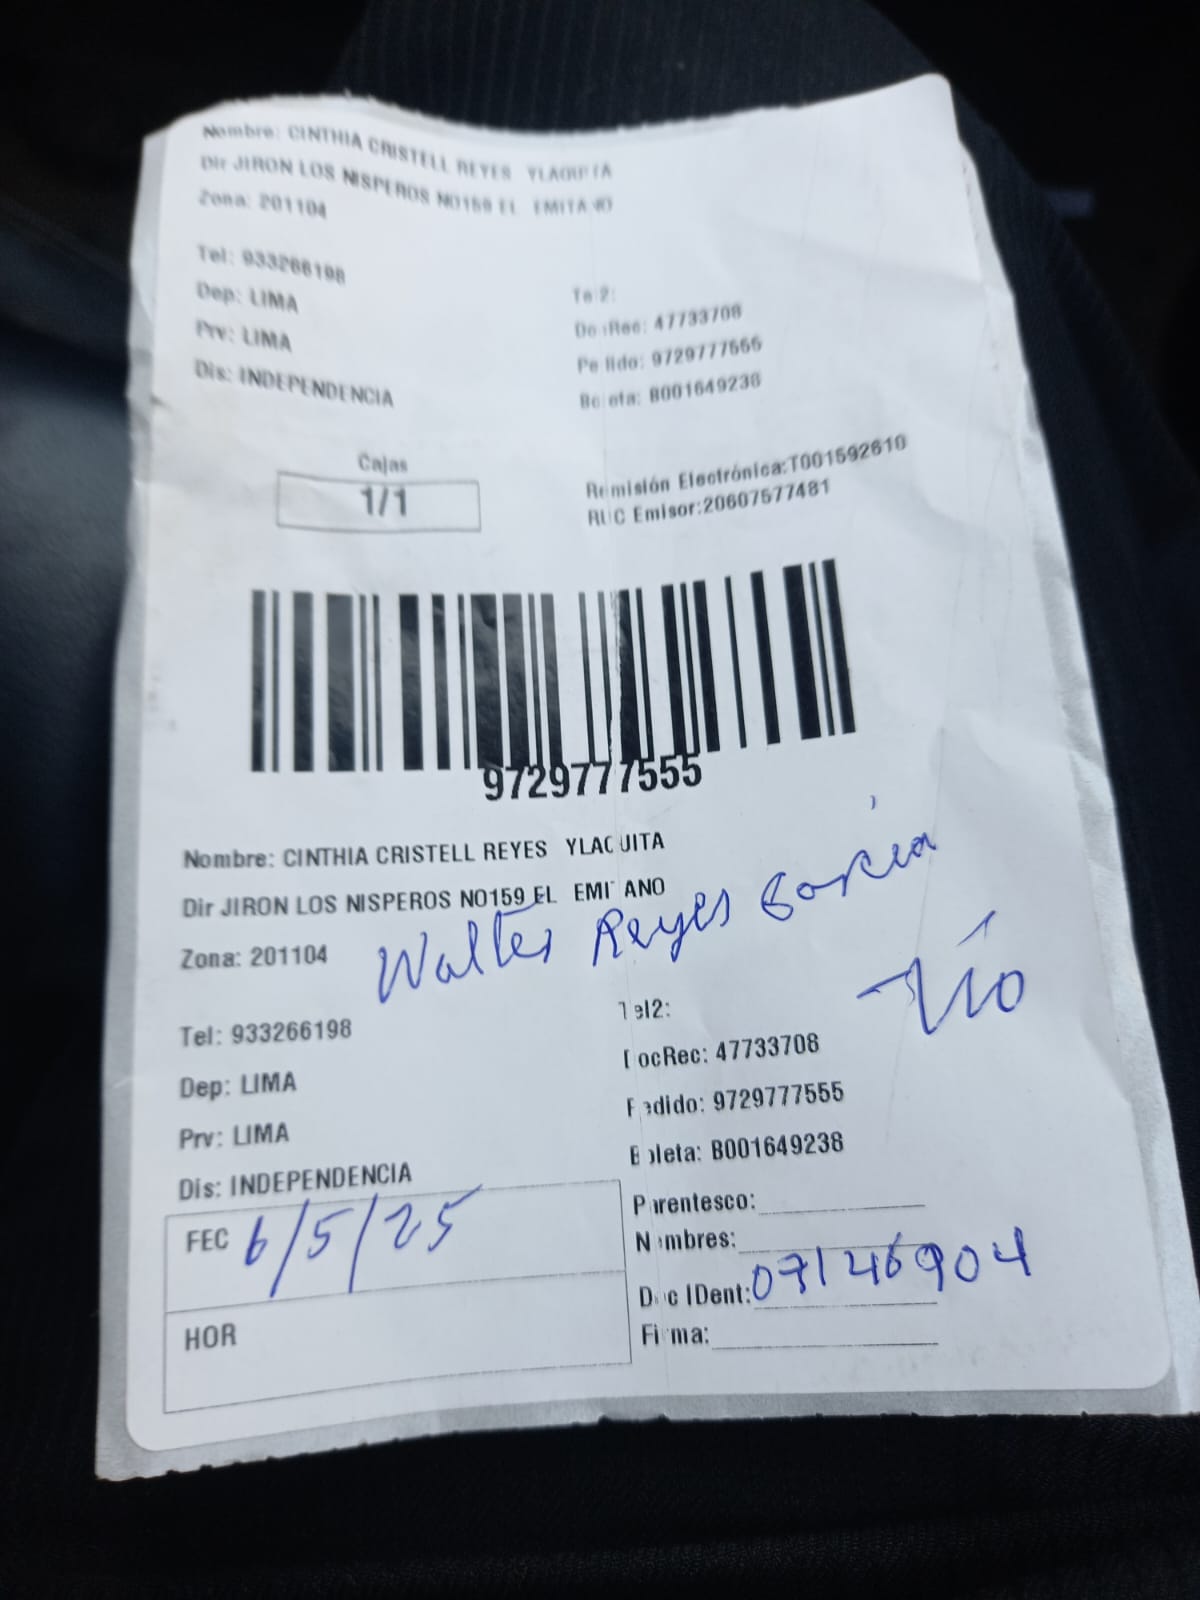 Nombre: CINTHIA CRISTELL REYES YLAQUITA
Dir JIRON LOS NISPEROS NO159 EL EMITANO
Zona: 201104
Tel: 933266198
Dep: LIMA
Prv: LIMA
Dis: INDEPENDENCIA
Tel2:
DocRec: 47733708
Pedido: 9729777555
Boleta: B001649238
Cajas
1/1
Remisión Electrónica:T001592610
RUC Emisor:20607577481
9729777555
Nombre: CINTHIA CRISTELL REYES YLAQUITA
Dir JIRON LOS NISPEROS NO159 EL EMITANO
Zona: 201104
Walter Reyes Garcia
Tío
Tel: 933266198
Dep: LIMA
Prv: LIMA
Dis: INDEPENDENCIA
Tel2:
DocRec: 47733708
Pedido: 9729777555
Boleta: B001649238
FEC 6/5/25
HOR
Parentesco:
Nombres:
Doc IDent: 07146904
Firma: